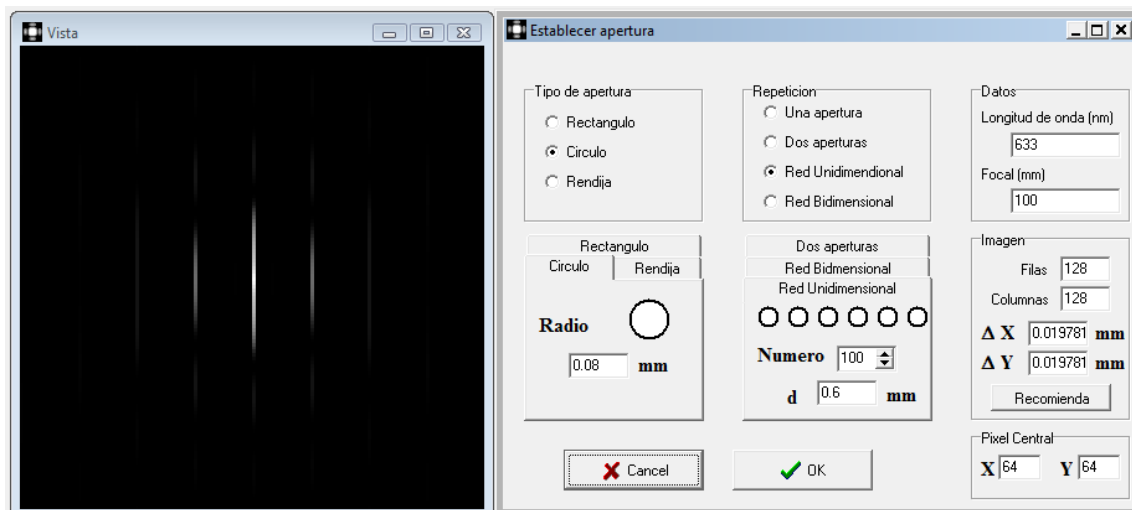 Vista
Establecer apertura
Tipo de apertura
Rectangulo
Circulo
Rendija
Repeticion
Una apertura
Dos aperturas
Red Unidimendional
Red Bidimensional
Datos
Longitud de onda (nm)
633
Focal (mm)
100
Rectangulo
Circulo
Rendija
Radio
0.08 mm
Dos aperturas
Red Bidmensional
Red Unidimensional
Numero 100
d 0.6 mm
Imagen
Filas 128
Columnas 128
Δ X 0.019781 mm
Δ Y 0.019781 mm
Recomienda
Pixel Central
X 64 Y 64
Cancel
OK